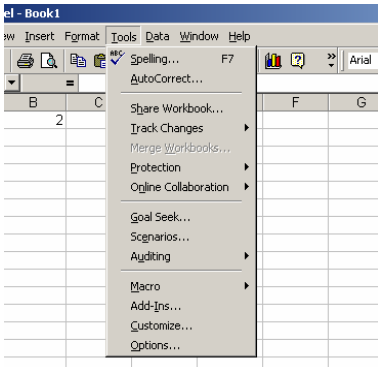 el - Book1
ew Insert Format Tools Data Window Help
Arial
=
B C F G
2
ABC Spelling... F7
AutoCorrect...
Share Workbook...
Track Changes
Merge Workbooks...
Protection
Online Collaboration
Goal Seek...
Scenarios...
Auditing
Macro
Add-Ins...
Customize...
Options...